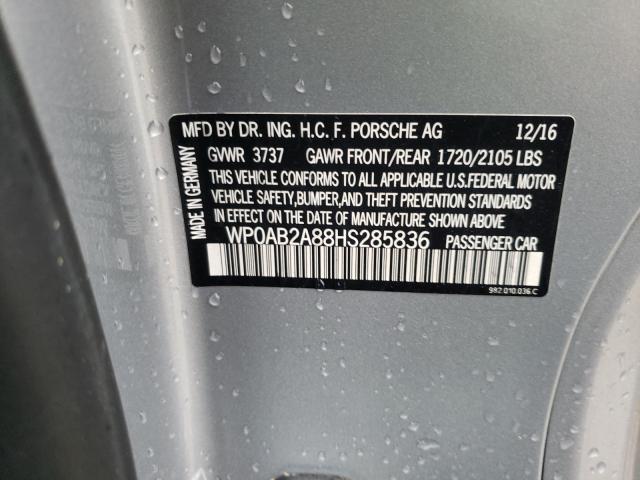 MFD BY DR. ING. H.C. F. PORSCHE AG 12/16
GVWR 3737 GAWR FRONT/REAR 1720/2105 LBS
THIS VEHICLE CONFORMS TO ALL APPLICABLE U.S.FEDERAL MOTOR
VEHICLE SAFETY,BUMPER,AND THEFT PREVENTION STANDARDS
IN EFFECT ON THE DATE OF MANUFACTURE SHOWN ABOVE.
WP0AB2A88HS285836 PASSENGER CAR
MADE IN GERMANY
982.010.036.C